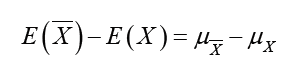 E(X̅) − E(X) = μ_X̅ − μ_X